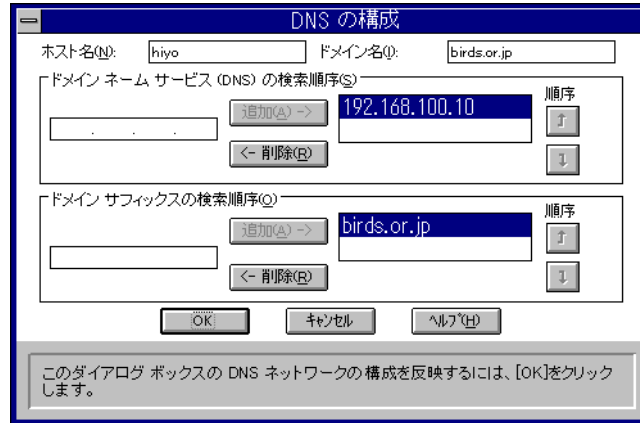 DNS の構成
ホスト名(N): hiyo ドメイン名(I): birds.or.jp
ドメイン ネーム サービス (DNS) の検索順序(S)
順序
追加(A) -> 192.168.100.10
. . .
<- 削除(R)
ドメイン サフィックスの検索順序(O)
順序
追加(A) -> birds.or.jp
<- 削除(R)
OK キャンセル ヘルプ(H)
このダイアログ ボックスの DNS ネットワークの構成を反映するには、[OK]をクリック
します。